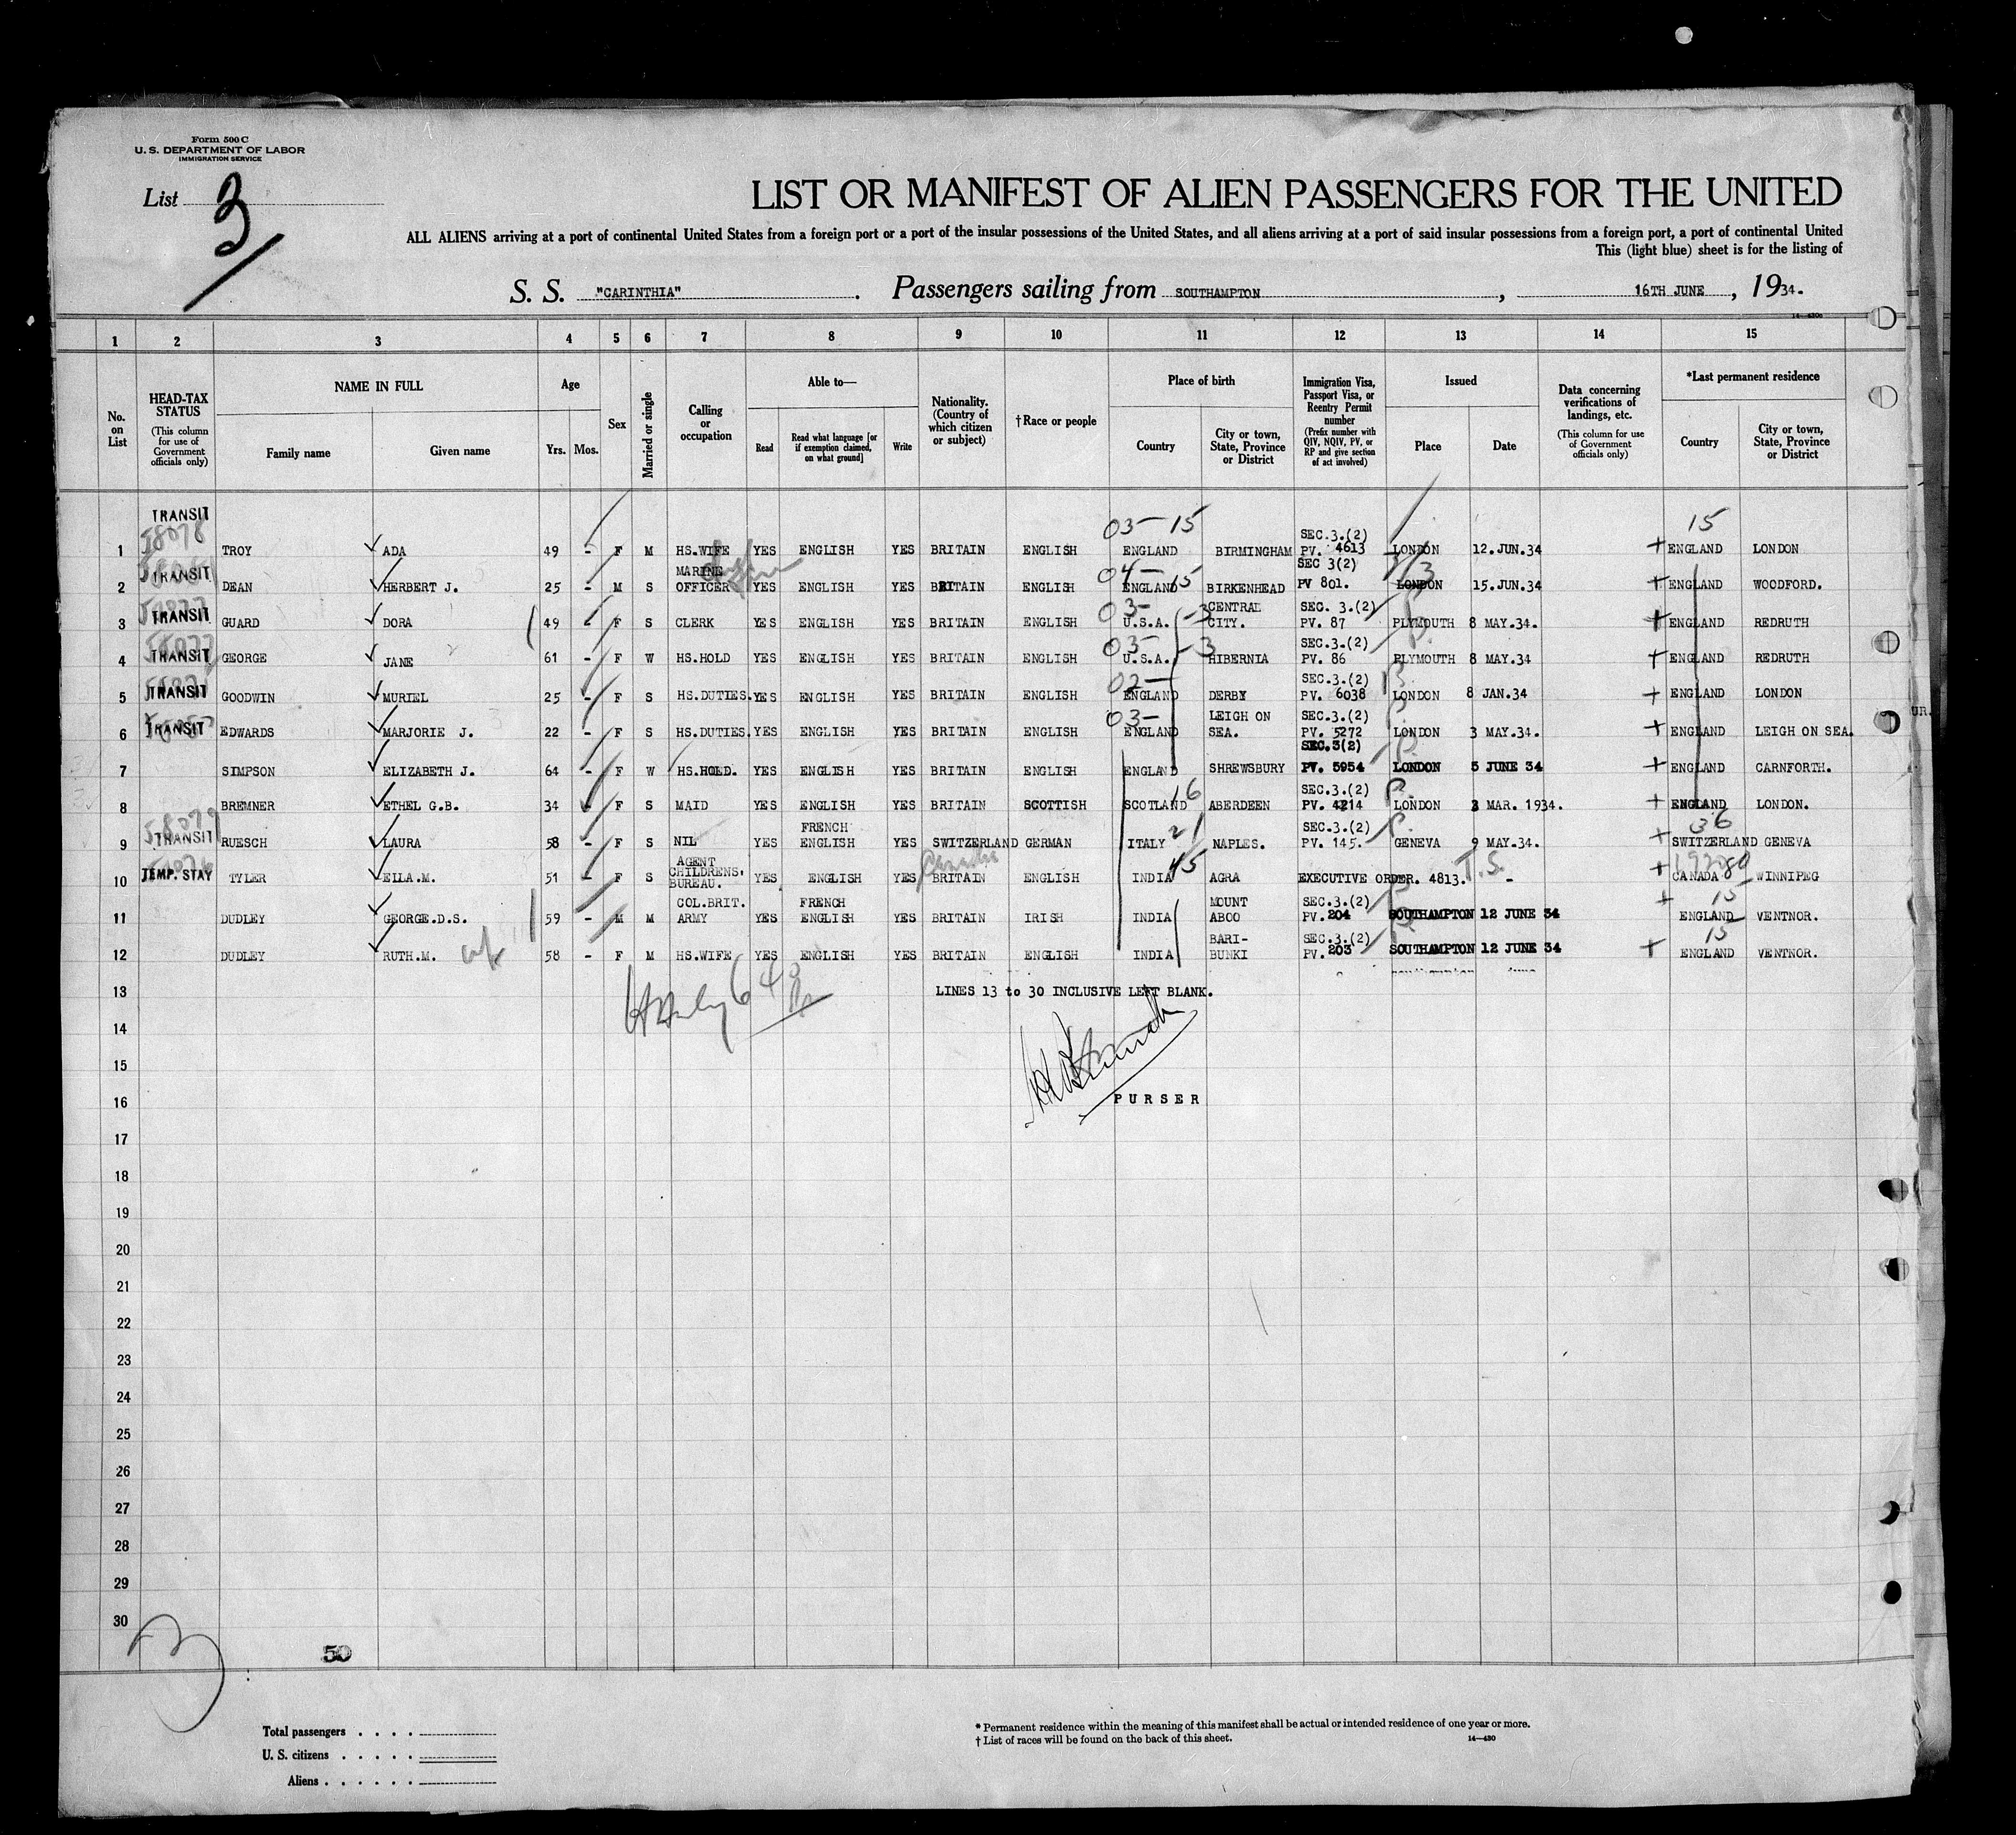 Form 500 C
U. S. DEPARTMENT OF LABOR
IMMIGRATION SERVICE
List 3
LIST OR MANIFEST OF ALIEN PASSENGERS FOR THE UNITED
ALL ALIENS arriving at a port of continental United States from a foreign port or a port of the insular possessions of the United States, and all aliens arriving at a port of said insular possessions from a foreign port, a port of continental United
This (light blue) sheet is for the listing of
S. S. "CARINTHIA" . Passengers sailing from SOUTHAMPTON , 16TH JUNE , 1934.
14—430c
1 2 3 4 5 6 7 8 9 10 11 12 13 14 15
No. on List
HEAD-TAX STATUS (This column for use of Government officials only)
NAME IN FULL
Family name
Given name
Age
Yrs. Mos.
Sex
Married or single
Calling or occupation
Able to—
Read
Read what language [or if exemption claimed, on what ground]
Write
Nationality. (Country of which citizen or subject)
†Race or people
Place of birth
Country
City or town, State, Province or District
Immigration Visa, Passport Visa, or Reentry Permit number (Prefix number with QIV, NQIV, PV, or RP and give section of act involved)
Issued
Place
Date
Data concerning verifications of landings, etc. (This column for use of Government officials only)
*Last permanent residence
Country
City or town, State, Province or District
TRANSIT 03-15 SEC.3.(2) 15
1 58078 TROY ADA 49 - F M HS.WIFE YES ENGLISH YES BRITAIN ENGLISH ENGLAND BIRMINGHAM PV. 4613 LONDON 12.JUN.34 ENGLAND LONDON
TRANSIT MARINE 04- SEC 3(2)
2 DEAN HERBERT J. 25 - M S OFFICER YES ENGLISH YES BRITAIN ENGLISH ENGLAND 15 BIRKENHEAD PV 801. LONDON 15.JUN.34 ENGLAND WOODFORD.
TRANSIT 03- CENTRAL SEC. 3.(2)
3 GUARD DORA 49 - F S CLERK YES ENGLISH YES BRITAIN ENGLISH U.S.A. -3 CITY. PV. 87 PLYMOUTH 8 MAY.34. ENGLAND REDRUTH
03 -3 SEC.3.(2)
4 TRANSIT GEORGE JANE 61 - F W HS.HOLD YES ENGLISH YES BRITAIN ENGLISH U.S.A. HIBERNIA PV. 86 PLYMOUTH 8 MAY.34 ENGLAND REDRUTH
02- SEC.3.(2)
5 TRANSIT GOODWIN MURIEL 25 - F S HS.DUTIES. YES ENGLISH YES BRITAIN ENGLISH ENGLAND DERBY PV. 6038 LONDON 8 JAN.34 ENGLAND LONDON
03- LEIGH ON SEC.3.(2)
6 TRANSIT EDWARDS MARJORIE J. 22 - F S HS.DUTIES. YES ENGLISH YES BRITAIN ENGLISH ENGLAND SEA. PV. 5272 LONDON 3 MAY.34. ENGLAND LEIGH ON SEA.
SEC.3(2)
7 SIMPSON ELIZABETH J. 64 - F W HS.HOLD. YES ENGLISH YES BRITAIN ENGLISH ENGLAND SHREWSBURY PV. 5954 LONDON 5 JUNE 34 ENGLAND CARNFORTH.
16 SEC.3.(2)
8 BREMNER ETHEL G.B. 34 - F S MAID YES ENGLISH YES BRITAIN SCOTTISH SCOTLAND ABERDEEN PV. 4214 LONDON 2 MAR. 1934. ENGLAND LONDON.
58079 FRENCH 21 SEC.3.(2) 36
9 TRANSIT RUESCH LAURA 58 - F S NIL YES ENGLISH YES SWITZERLAND GERMAN ITALY NAPLES. PV. 145. GENEVA 9 MAY.34. SWITZERLAND GENEVA
AGENT CHILDRENS' Canada 45 T.S.
10 TEMP. STAY TYLER ELLA.M. 51 - F S BUREAU. YES ENGLISH YES BRITAIN ENGLISH INDIA AGRA EXECUTIVE ORDER. 4813. - CANADA WINNIPEG
COL.BRIT. FRENCH MOUNT SEC.3.(2) 15
11 DUDLEY GEORGE.D.S. 59 - M M ARMY YES ENGLISH YES BRITAIN IRISH INDIA ABOO PV. 204 SOUTHAMPTON 12 JUNE 34 ENGLAND VENTNOR.
BARI- SEC.3.(2) 15
12 DUDLEY RUTH.M. wf 58 - F M HS.WIFE YES ENGLISH YES BRITAIN ENGLISH INDIA BUNKI PV. 203 SOUTHAMPTON 12 JUNE 34 ENGLAND VENTNOR.
13 LINES 13 to 30 INCLUSIVE LEFT BLANK.
14
15
16 PURSER
17
18
19
20
21
22
23
24
25
26
27
28
29
30
3
50
Total passengers . . . .
U. S. citizens . . . . .
Aliens . . . . . .
* Permanent residence within the meaning of this manifest shall be actual or intended residence of one year or more.
† List of races will be found on the back of this sheet. 14—430